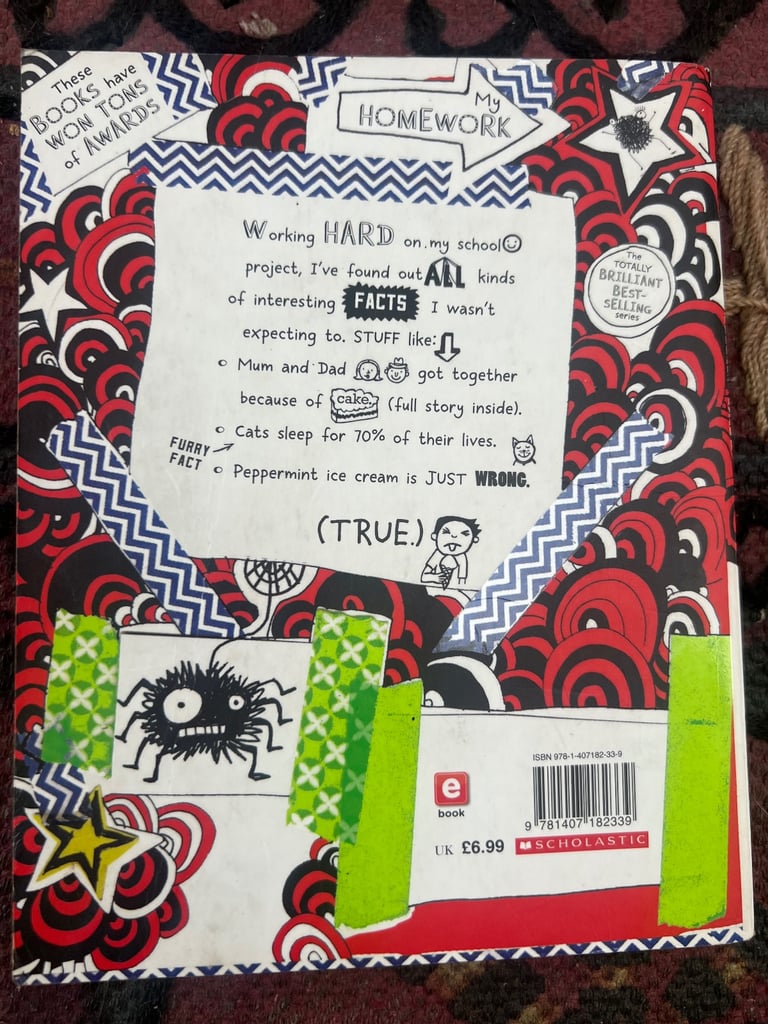 These
BOOKS have
WON TONS
of AWARDS
My
HOMEWORK
Working HARD on my school
project, I've found out ALL kinds
of interesting FACTS I wasn't
expecting to. STUFF like:
Mum and Dad got together
because of cake. (full story inside).
Cats sleep for 70% of their lives.
FURRY
FACT
Peppermint ice cream is JUST WRONG.
(TRUE.)
The
TOTALLY
BRILLIANT
BEST-
SELLING
series
ISBN 978-1-407182-33-9
9 781407 182339
e
book
UK £6.99
SCHOLASTIC